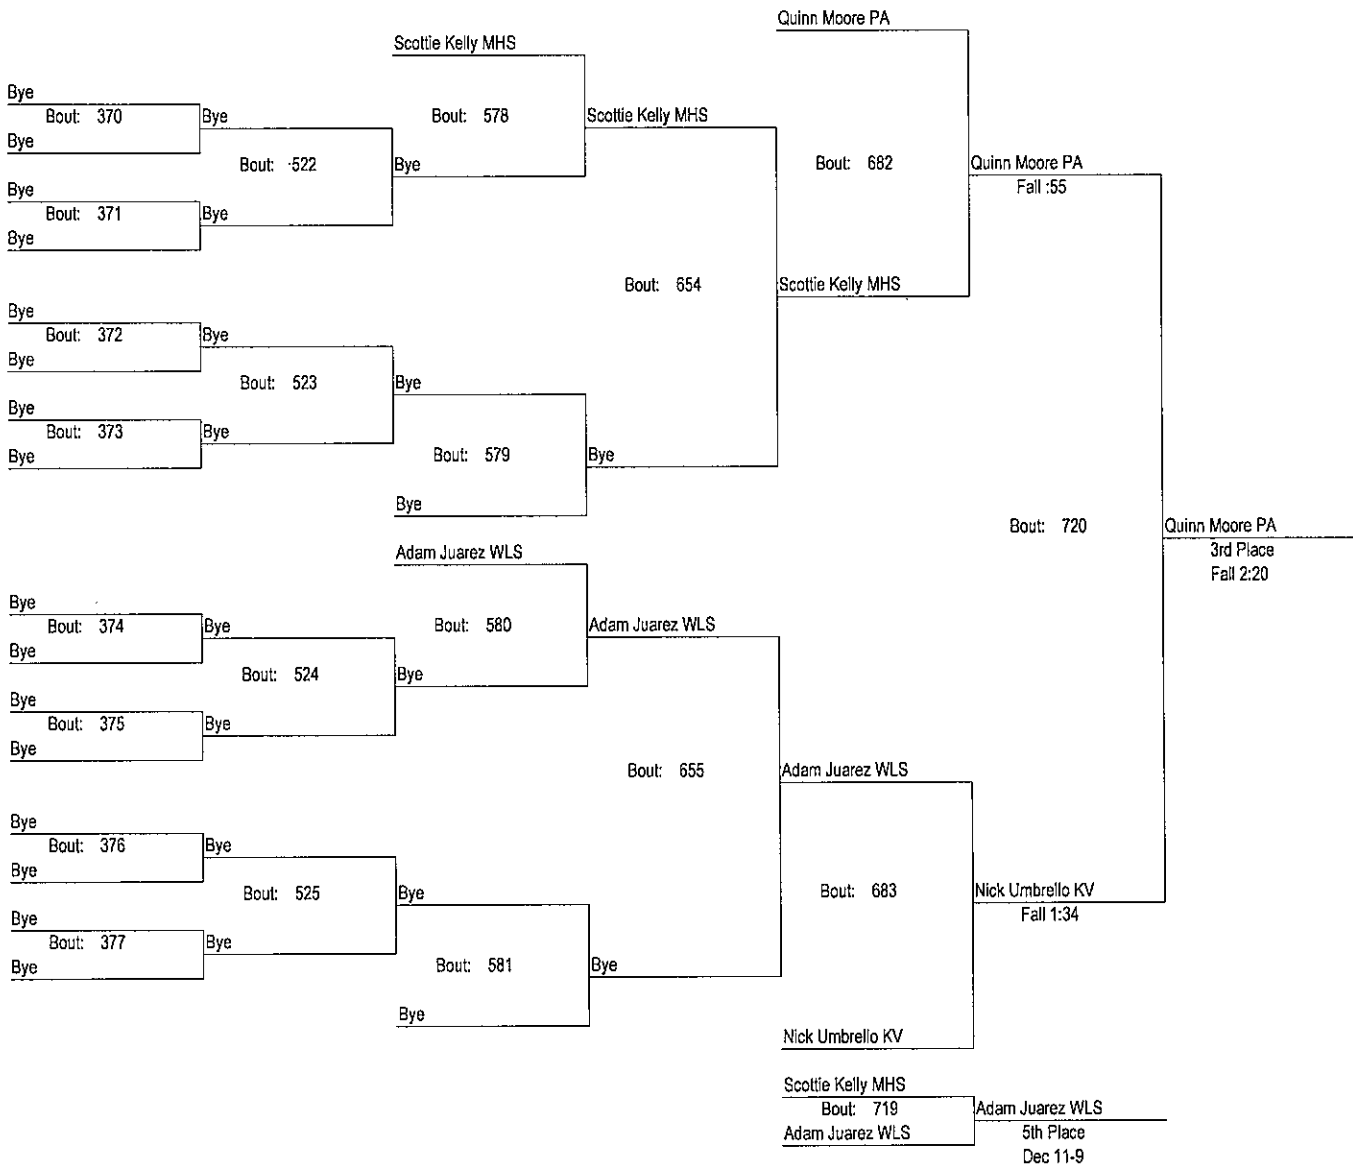 Quinn Moore PA
Scottie Kelly MHS
Bye
Bout: 370
Bye
Bye
Bout: 578
Scottie Kelly MHS
Bye
Bout: 522
Bye
Bout: 682
Quinn Moore PA
Fall :55
Bye
Bout: 371
Bye
Bye
Bout: 654
Scottie Kelly MHS
Bye
Bout: 372
Bye
Bye
Bout: 523
Bye
Bye
Bout: 373
Bye
Bye
Bout: 579
Bye
Bye
Bout: 720
Quinn Moore PA
3rd Place
Fall 2:20
Adam Juarez WLS
Bye
Bout: 374
Bye
Bye
Bout: 580
Adam Juarez WLS
Bout: 524
Bye
Bye
Bout: 375
Bye
Bye
Bout: 655
Adam Juarez WLS
Bye
Bout: 376
Bye
Bye
Bout: 525
Bye
Bout: 683
Nick Umbrello KV
Fall 1:34
Bye
Bout: 377
Bye
Bye
Bout: 581
Bye
Bye
Nick Umbrello KV
Scottie Kelly MHS
Bout: 719
Adam Juarez WLS
Adam Juarez WLS
5th Place
Dec 11-9